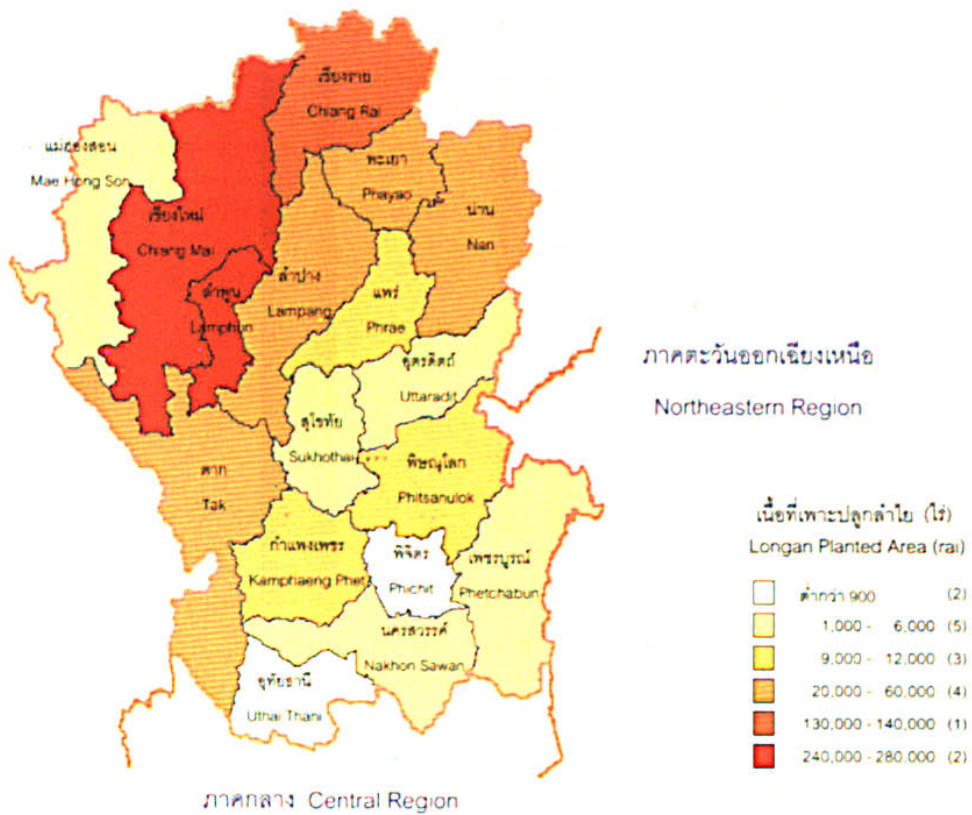 เชียงราย
Chiang Rai
แม่ฮ่องสอน
Mae Hong Son
พะเยา
Phayao
น่าน
Nan
เชียงใหม่
Chiang Mai
ลำพูน
Lamphun
ลำปาง
Lampang
แพร่
Phrae
อุตรดิตถ์
Uttaradit
ภาคตะวันออกเฉียงเหนือ
Northeastern Region
สุโขทัย
Sukhothai
ตาก
Tak
พิษณุโลก
Phitsanulok
กำแพงเพชร
Kamphaeng Phet
พิจิตร
Phichit
เพชรบูรณ์
Phetchabun
นครสวรรค์
Nakhon Sawan
อุทัยธานี
Uthai Thani
เนื้อที่เพาะปลูกลำไย (ไร่)
Longan Planted Area (rai)
ต่ำกว่า 900 (2)
1,000 - 6,000 (5)
9,000 - 12,000 (3)
20,000 - 60,000 (4)
130,000 - 140,000 (1)
240,000 - 280,000 (2)
ภาคกลาง Central Region